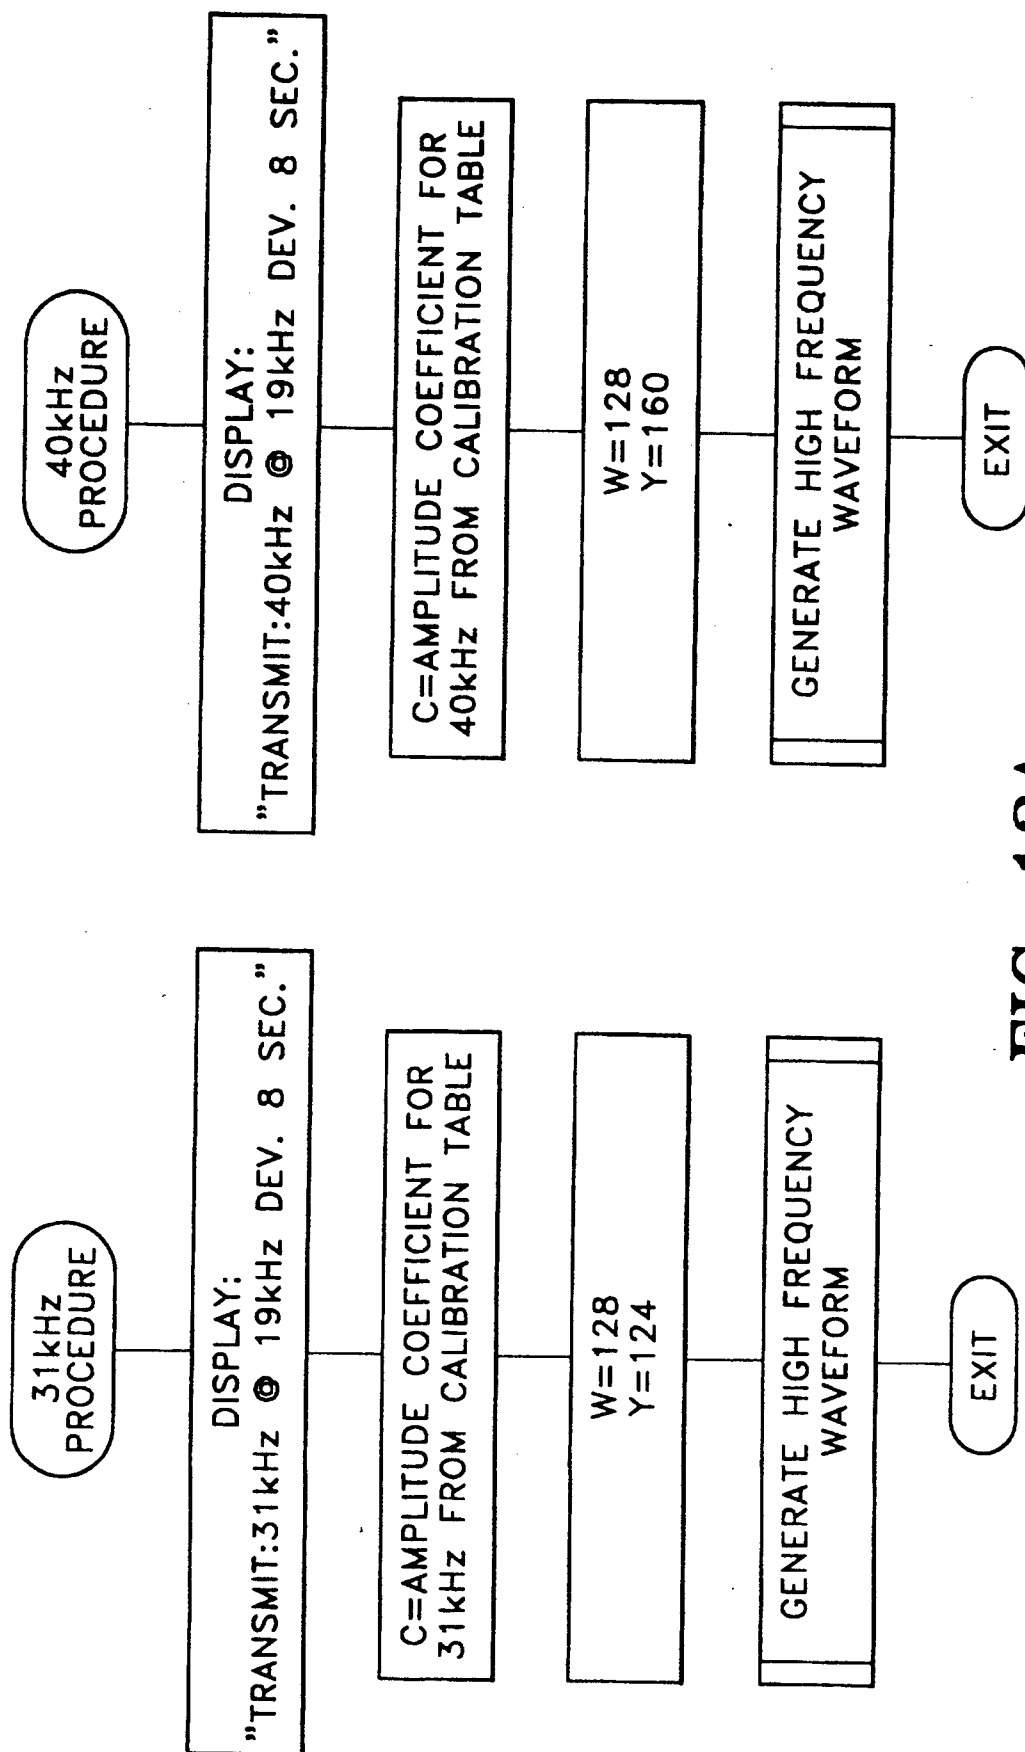 31kHz
PROCEDURE
DISPLAY:
"TRANSMIT:31kHz @ 19kHz DEV. 8 SEC."
C=AMPLITUDE COEFFICIENT FOR
31kHz FROM CALIBRATION TABLE
W=128
Y=124
GENERATE HIGH FREQUENCY
WAVEFORM
EXIT
40kHz
PROCEDURE
DISPLAY:
"TRANSMIT:40kHz @ 19kHz DEV. 8 SEC."
C=AMPLITUDE COEFFICIENT FOR
40kHz FROM CALIBRATION TABLE
W=128
Y=160
GENERATE HIGH FREQUENCY
WAVEFORM
EXIT
FIG.